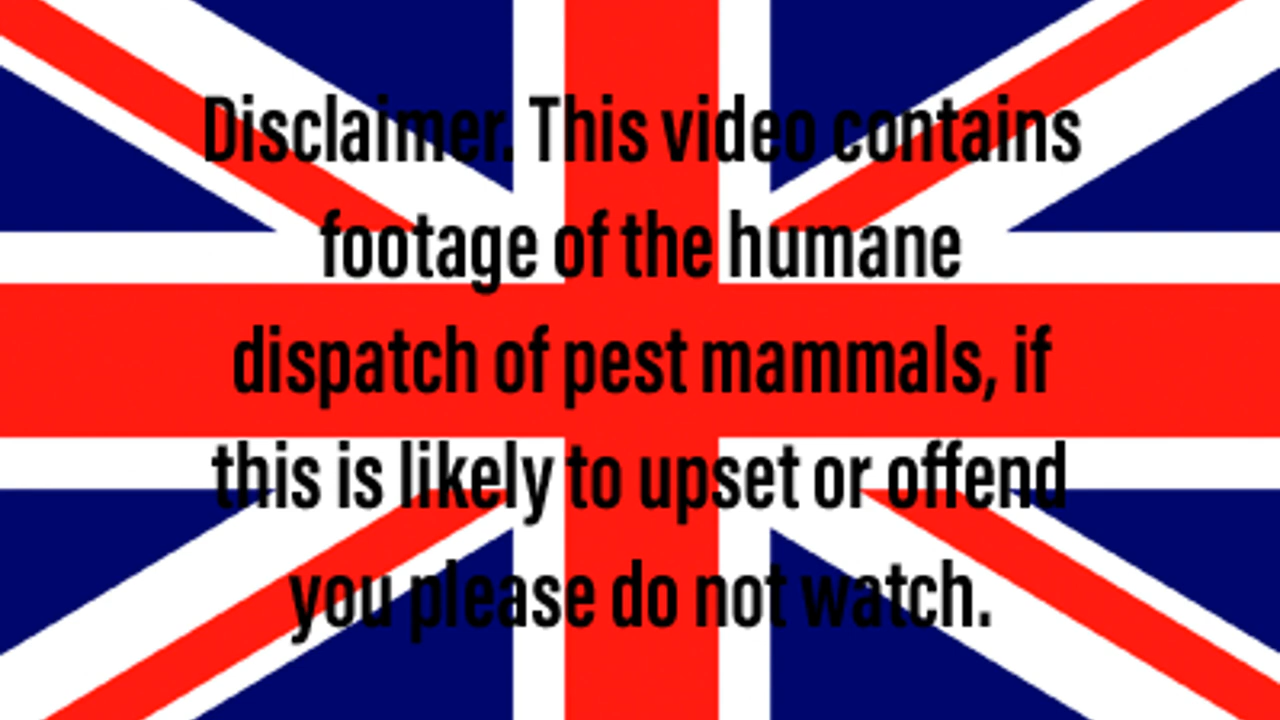 Disclaimer. This video contains
footage of the humane
dispatch of pest mammals, if
this is likely to upset or offend
you please do not watch.